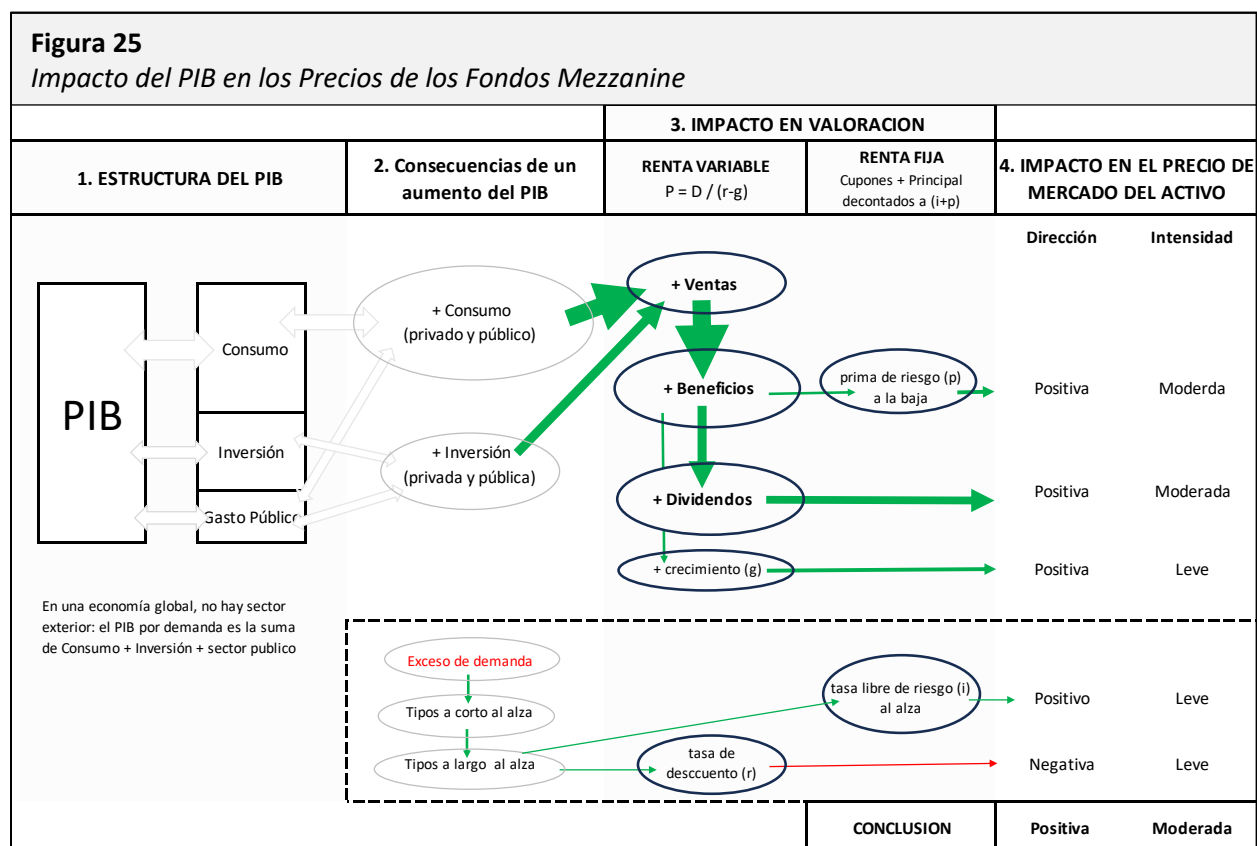 Figura 25
Impacto del PIB en los Precios de los Fondos Mezzanine
3. IMPACTO EN VALORACION
1. ESTRUCTURA DEL PIB
2. Consecuencias de un
aumento del PIB
RENTA VARIABLE
P = D / (r-g)
RENTA FIJA
Cupones + Principal
decontados a (i+p)
4. IMPACTO EN EL PRECIO DE
MERCADO DEL ACTIVO
Dirección
Intensidad
PIB
Consumo
Inversión
Gasto Público
+ Consumo
(privado y público)
+ Inversión
(privada y pública)
+ Ventas
+ Beneficios
prima de riesgo (p)
a la baja
Positiva
Moderda
+ Dividendos
Positiva
Moderada
+ crecimiento (g)
Positiva
Leve
En una economía global, no hay sector
exterior: el PIB por demanda es la suma
de Consumo + Inversión + sector publico
Exceso de demanda
Tipos a corto al alza
Tipos a largo al alza
tasa libre de riesgo (i)
al alza
Positivo
Leve
tasa de
desccuento (r)
Negativa
Leve
CONCLUSION
Positiva
Moderada